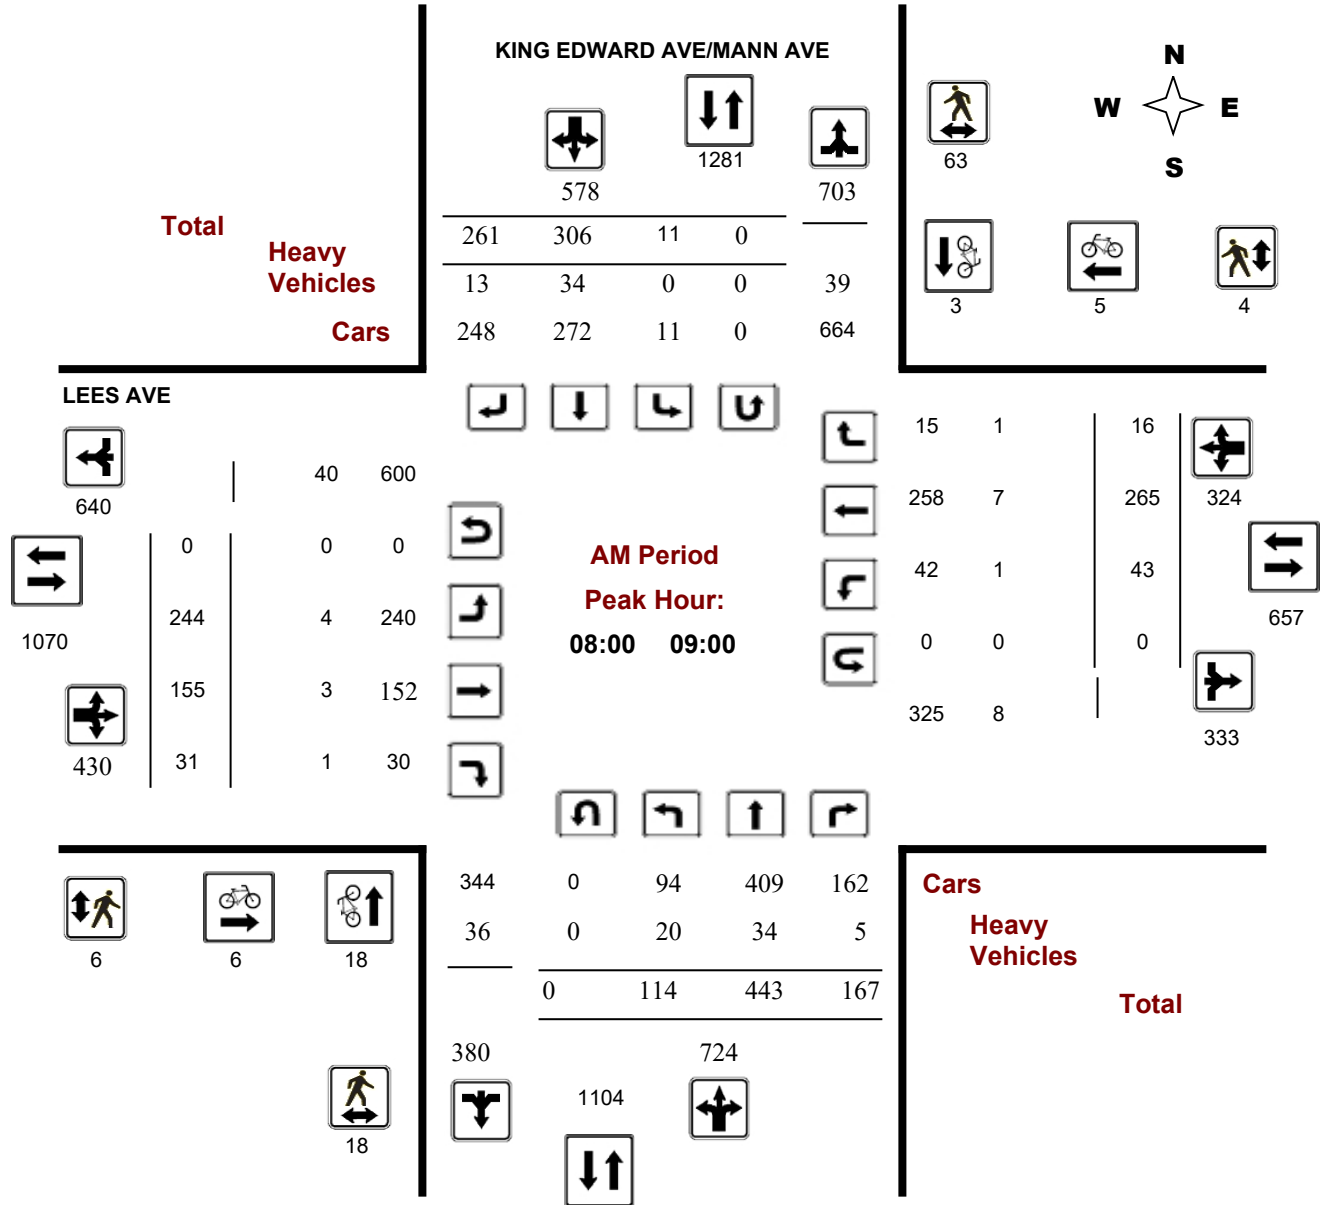 KING EDWARD AVE/MANN AVE
N
W E
S
1281
63
578 703
Total
261 306 11 0
Heavy
Vehicles
13 34 0 0 39
Cars
248 272 11 0 664
3 5 4
LEES AVE
15 1 16
40 600
640
258 7 265 324
0 0 0
AM Period
42 1 43
Peak Hour:
244 4 240
657
1070
08:00 09:00
0 0 0
155 3 152
325 8
333
430 31 1 30
344 0 94 409 162
Cars
36 0 20 34 5
Heavy
Vehicles
6 6 18
0 114 443 167
Total
380 724
1104
18